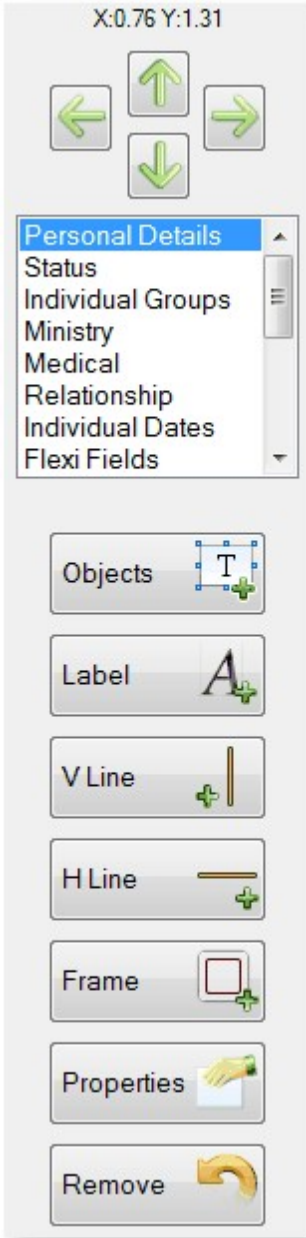 X:0.76 Y:1.31
Personal Details
Status
Individual Groups
Ministry
Medical
Relationship
Individual Dates
Flexi Fields
Objects
T
Label
A
V Line
H Line
Frame
Properties
Remove